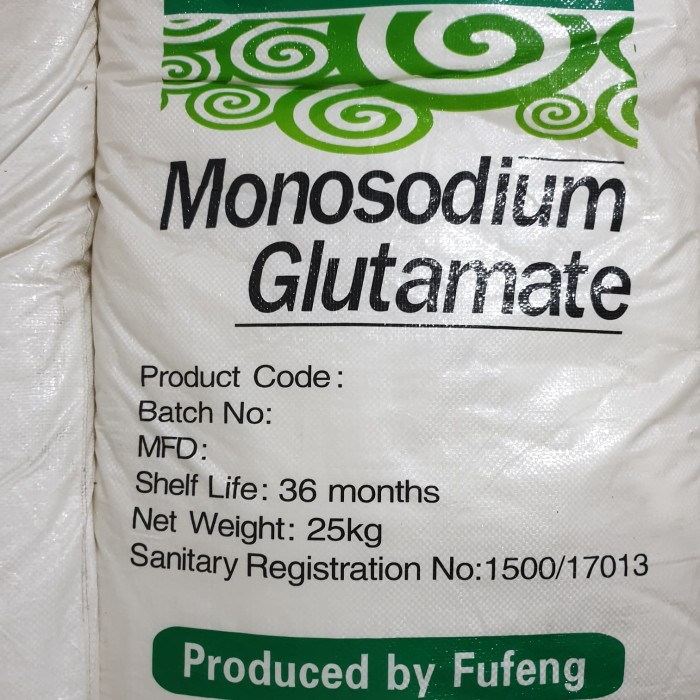 Monosodium
Glutamate
Product Code:
Batch No:
MFD:
Shelf Life: 36 months
Net Weight: 25kg
Sanitary Registration No:1500/17013
Produced by Fufeng